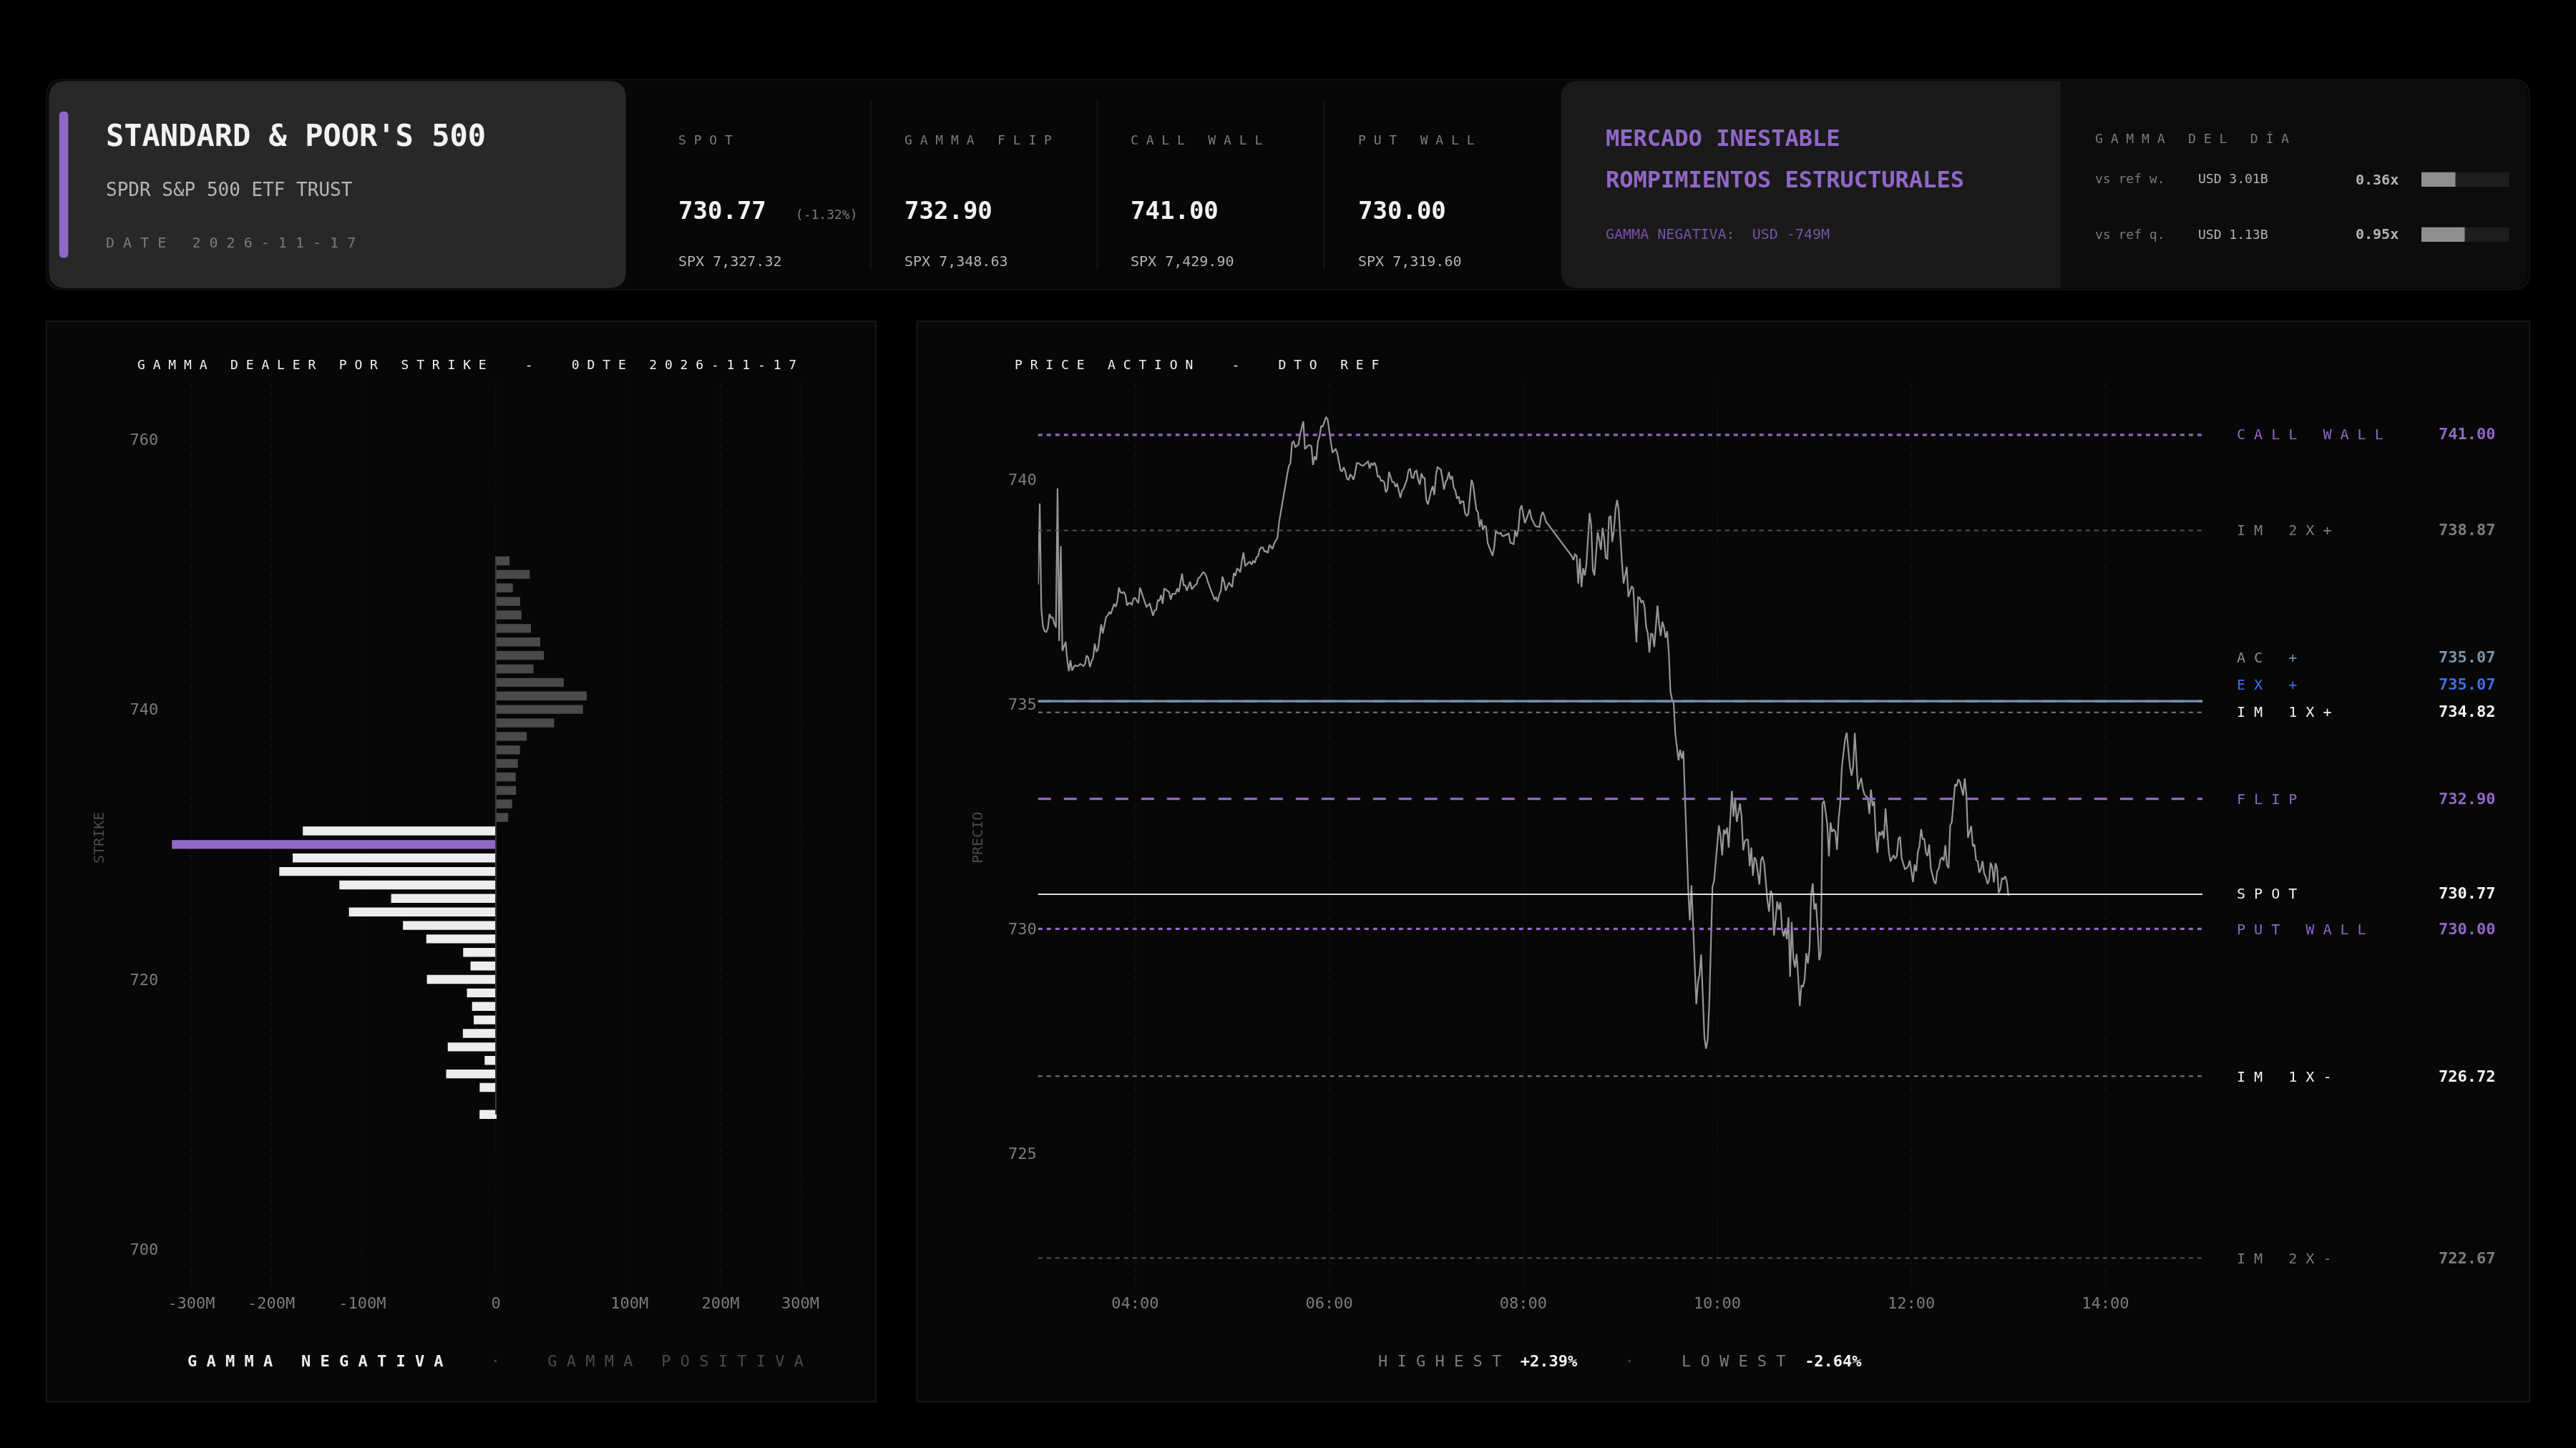 STANDARD & POOR'S 500
SPDR S&P 500 ETF TRUST
DATE 2026-11-17
SPOT
730.77 (-1.32%)
SPX 7,327.32
GAMMA FLIP
732.90
SPX 7,348.63
CALL WALL
741.00
SPX 7,429.90
PUT WALL
730.00
SPX 7,319.60
MERCADO INESTABLE
ROMPIMIENTOS ESTRUCTURALES
GAMMA NEGATIVA: USD -749M
GAMMA DEL DÍA
vs ref w. USD 3.01B 0.36x
vs ref q. USD 1.13B 0.95x
GAMMA DEALER POR STRIKE - 0DTE 2026-11-17
760
740
720
700
STRIKE
-300M -200M -100M 0 100M 200M 300M
GAMMA NEGATIVA · GAMMA POSITIVA
PRICE ACTION - DTO REF
740
735
730
725
PRECIO
04:00 06:00 08:00 10:00 12:00 14:00
CALL WALL 741.00
IM 2X+ 738.87
AC + 735.07
EX + 735.07
IM 1X+ 734.82
FLIP 732.90
SPOT 730.77
PUT WALL 730.00
IM 1X- 726.72
IM 2X- 722.67
HIGHEST +2.39% · LOWEST -2.64%